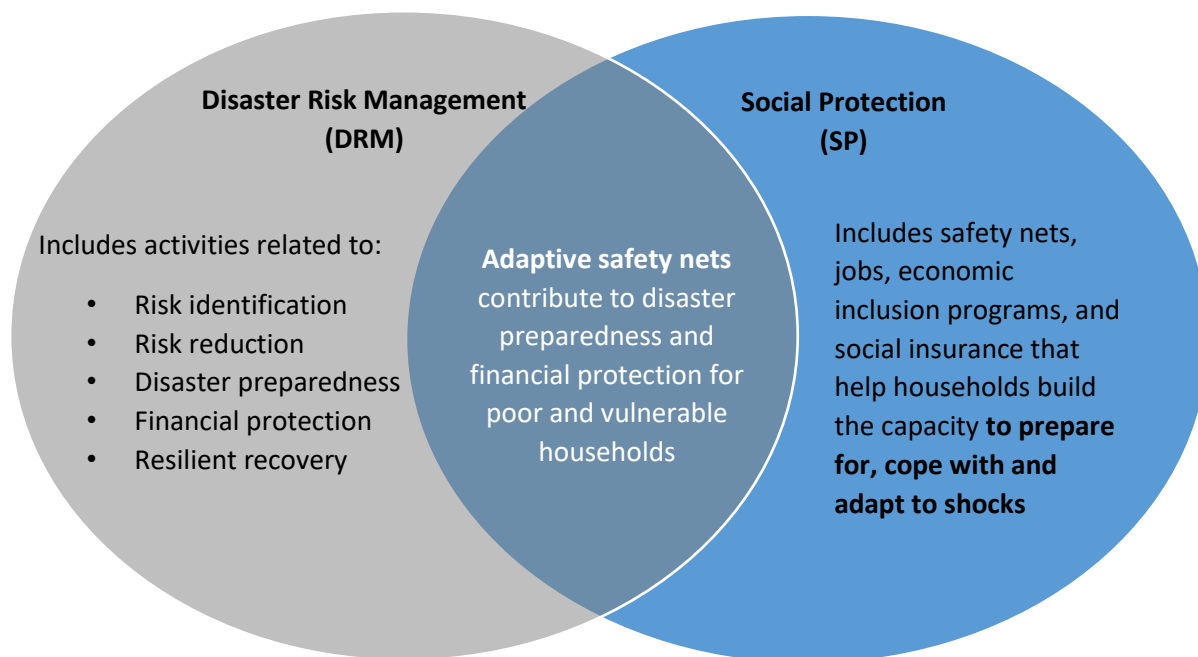 Disaster Risk Management
(DRM)
Includes activities related to:
• Risk identification
• Risk reduction
• Disaster preparedness
• Financial protection
• Resilient recovery
Adaptive safety nets
contribute to disaster
preparedness and
financial protection for
poor and vulnerable
households
Social Protection
(SP)
Includes safety nets,
jobs, economic
inclusion programs, and
social insurance that
help households build
the capacity to prepare
for, cope with and
adapt to shocks